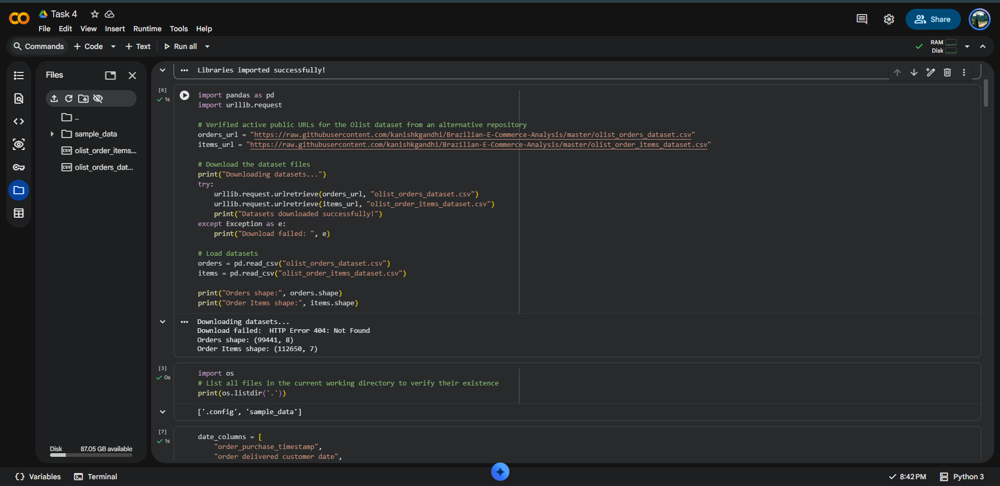 Task 4
File Edit View Insert Runtime Tools Help
Share
Commands + Code + Text Run all
RAM
Disk
Files
..
sample_data
olist_order_items...
olist_orders_dat...
Disk 87.05 GB available
Libraries imported successfully!
[6]
1s
import pandas as pd
import urllib.request
# Verified active public URLs for the Olist dataset from an alternative repository
orders_url = "https://raw.githubusercontent.com/kanishkgandhi/Brazilian-E-Commerce-Analysis/master/olist_orders_dataset.csv"
items_url = "https://raw.githubusercontent.com/kanishkgandhi/Brazilian-E-Commerce-Analysis/master/olist_order_items_dataset.csv"
# Download the dataset files
print("Downloading datasets...")
try:
    urllib.request.urlretrieve(orders_url, "olist_orders_dataset.csv")
    urllib.request.urlretrieve(items_url, "olist_order_items_dataset.csv")
    print("Datasets downloaded successfully!")
except Exception as e:
    print("Download failed: ", e)
# Load datasets
orders = pd.read_csv("olist_orders_dataset.csv")
items = pd.read_csv("olist_order_items_dataset.csv")
print("Orders shape:", orders.shape)
print("Order Items shape:", items.shape)
Downloading datasets...
Download failed:  HTTP Error 404: Not Found
Orders shape: (99441, 8)
Order Items shape: (112650, 7)
[3]
0s
import os
# List all files in the current working directory to verify their existence
print(os.listdir('.'))
['.config', 'sample_data']
[7]
1s
date_columns = [
    "order_purchase_timestamp",
    "order_delivered_customer_date",
Variables Terminal
8:42 PM Python 3